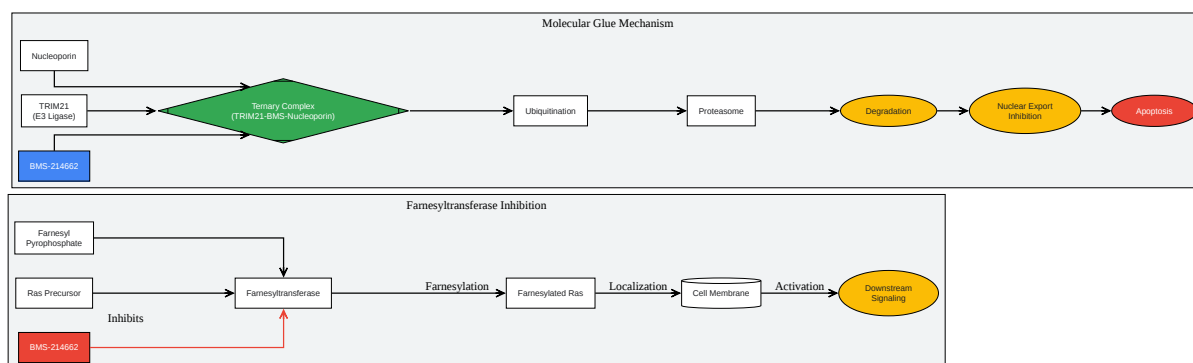 Molecular Glue Mechanism
Nucleoporin
TRIM21
(E3 Ligase)
BMS-214662
Ternary Complex
(TRIM21-BMS-Nucleoporin)
Ubiquitination
Proteasome
Degradation
Nuclear Export
Inhibition
Apoptosis
Farnesyltransferase Inhibition
Farnesyl
Pyrophosphate
Ras Precursor
Inhibits
BMS-214662
Farnesyltransferase
Farnesylation
Farnesylated Ras
Localization
Cell Membrane
Activation
Downstream
Signaling